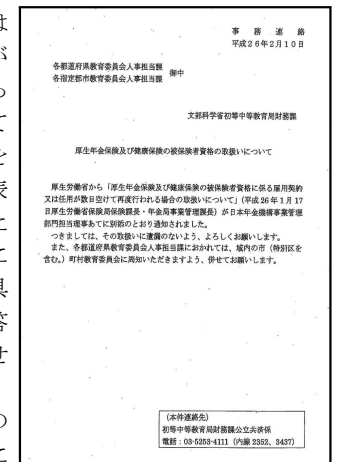 事務連絡
平成26年2月10日
各都道府県教育委員会人事担当課
各指定都市教育委員会人事担当課
御中
文部科学省初等中等教育局財務課
厚生年金保険及び健康保険の被保険者資格の取扱いについて
厚生労働省から「厚生年金保険及び健康保険の被保険者資格に係る雇用契約
又は任用が数日空けて再度行われる場合の取扱いについて」(平成26年1月17
日厚生労働省保険局保険課長・年金局事業管理課長)が日本年金機構事業管理
部門担当理事あてに別添のとおり通知されました。
つきましては、その取扱いに遺漏のないよう、よろしくお願いします。
また、各都道府県教育委員会人事担当課におかれては、域内の市(特別区を
含む。)町村教育委員会に周知いただきますよう、併せてお願いします。
(本件連絡先)
初等中等教育局財務課公立共済係
電話:03-5253-4111(内線2352、3437)
は
が
っ
て
を
表
に
に
県
答
せ
の